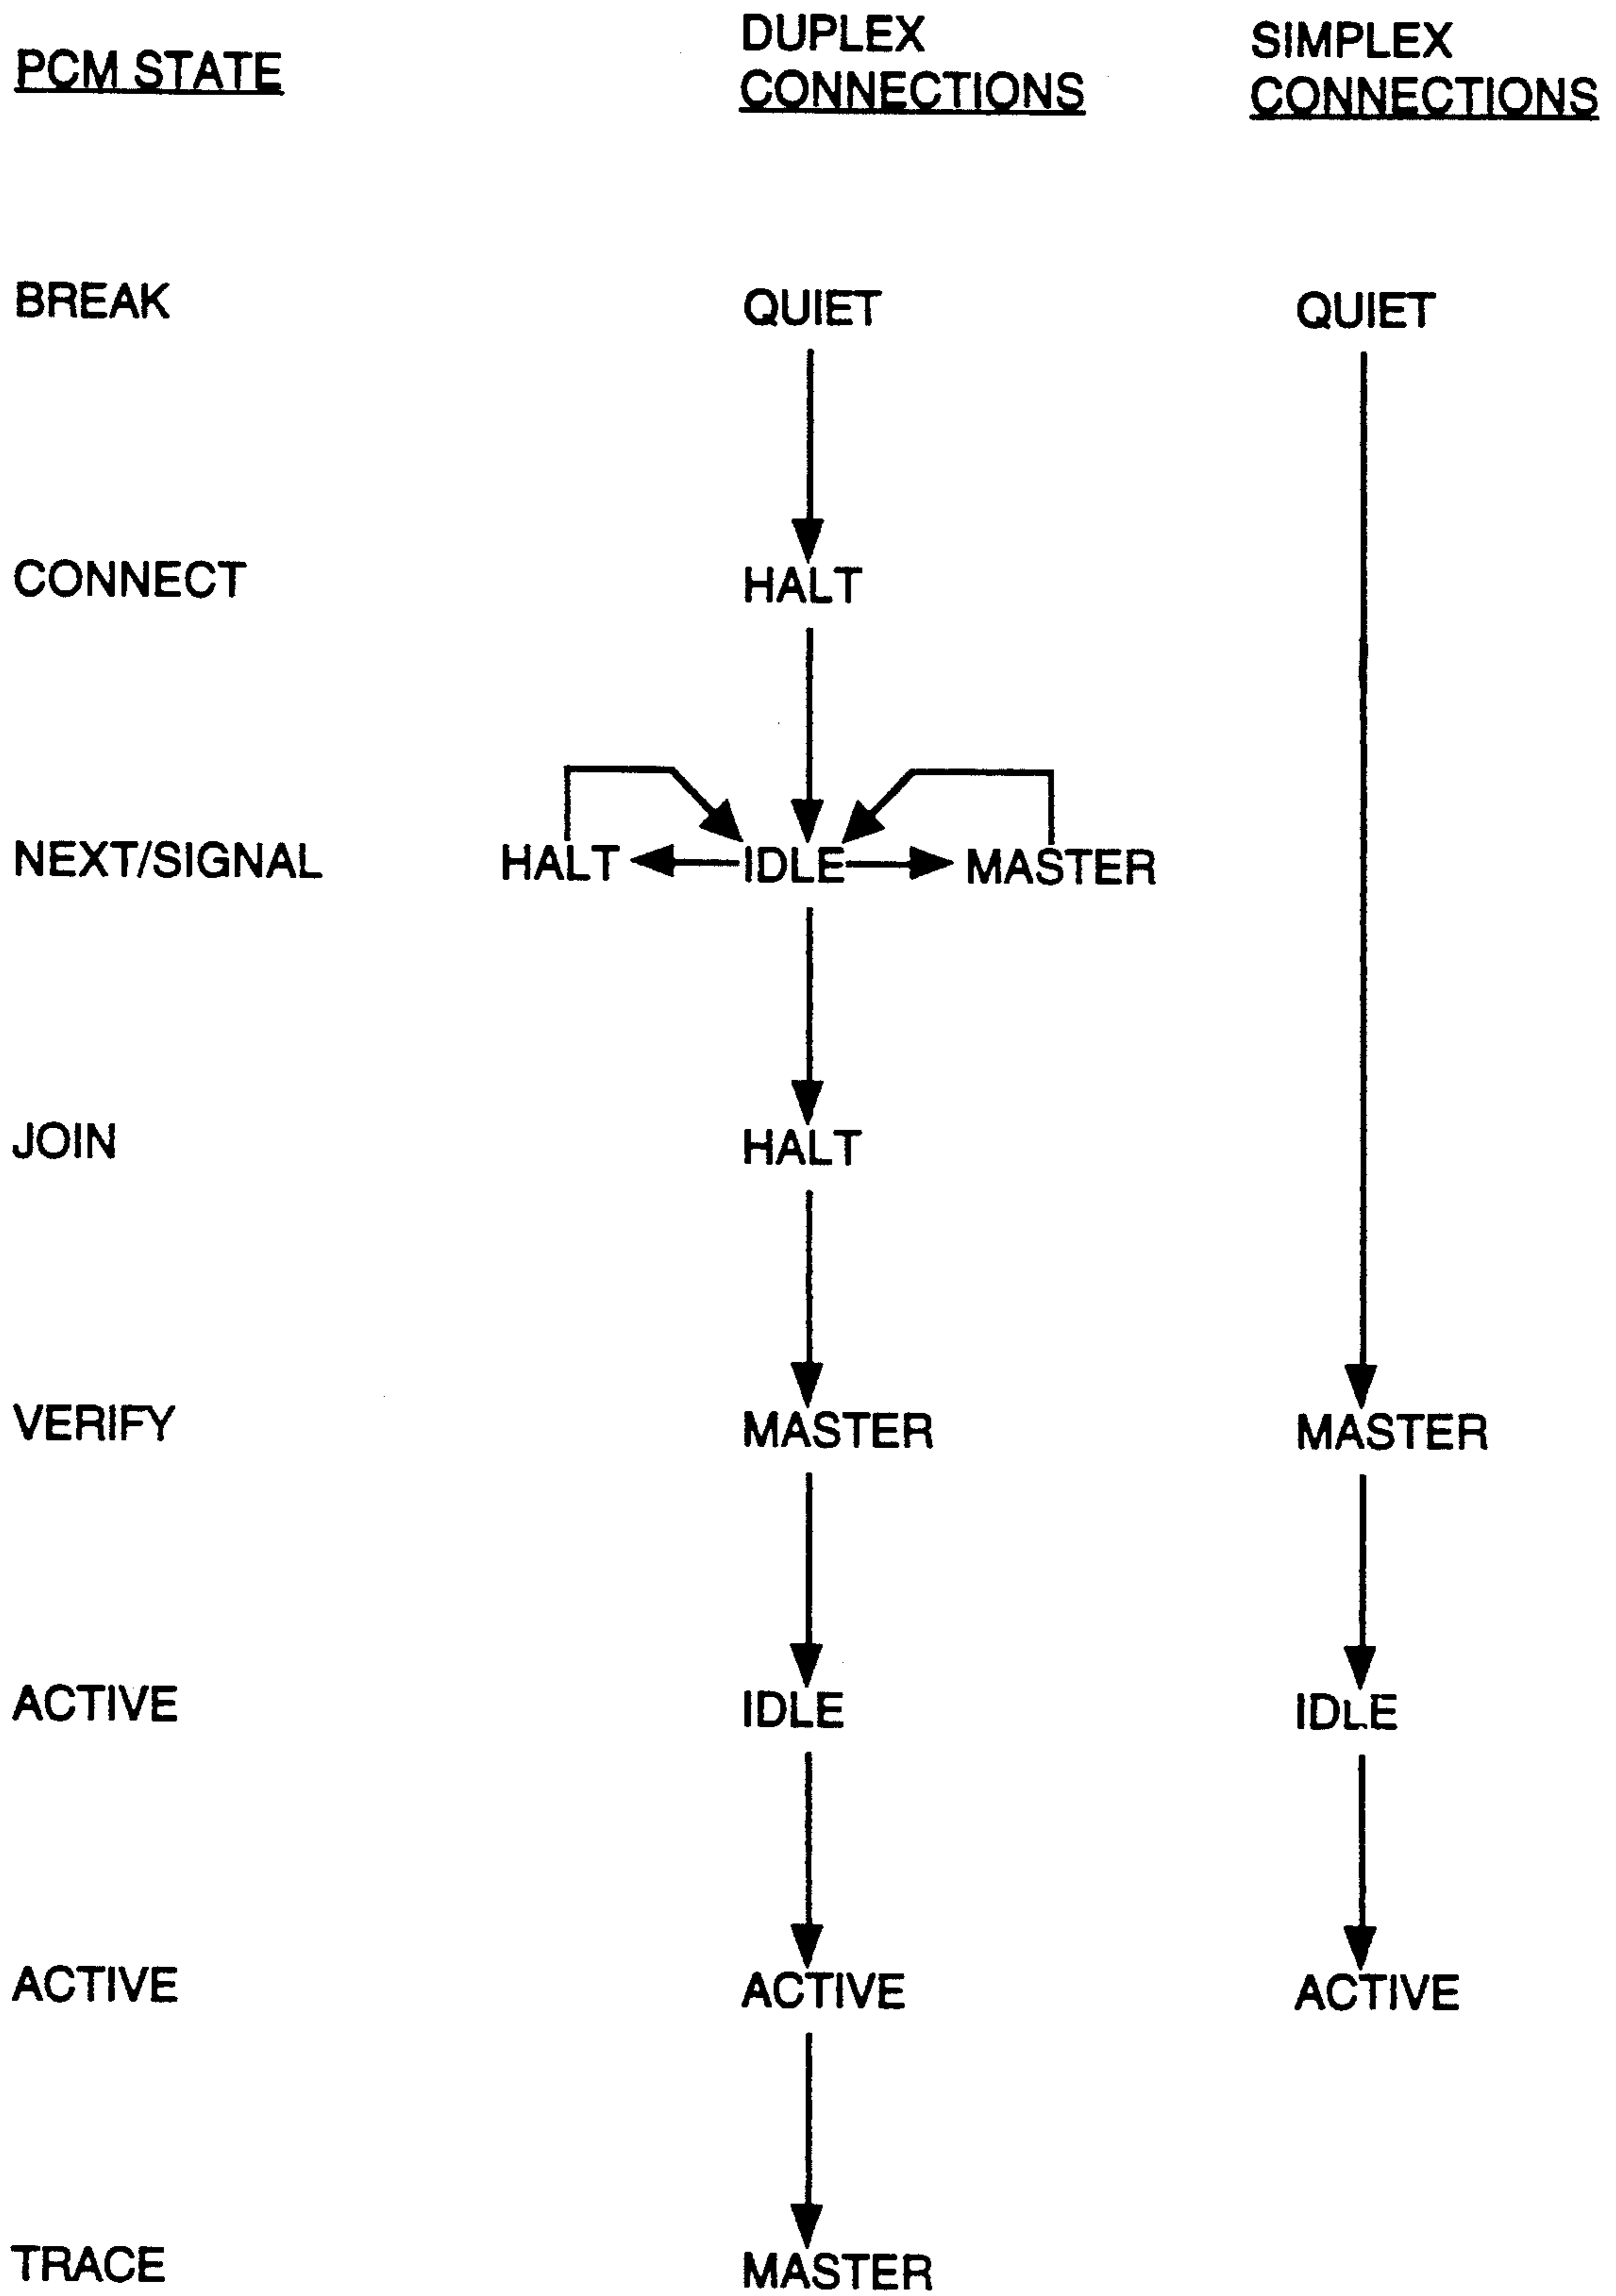 PCM STATE
DUPLEX
CONNECTIONS
SIMPLEX
CONNECTIONS
BREAK QUIET QUIET
CONNECT HALT
NEXT/SIGNAL HALT IDLE MASTER
JOIN HALT
VERIFY MASTER MASTER
ACTIVE IDLE IDLE
ACTIVE ACTIVE ACTIVE
TRACE MASTER